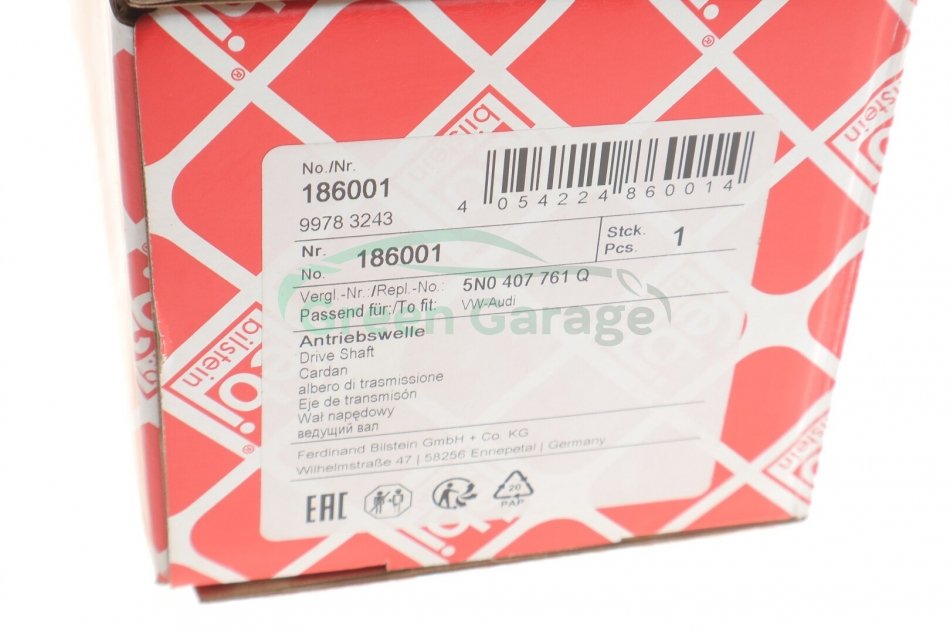 No./Nr.
186001
9978 3243
4 054224 860014
Nr.
No. 186001
Stck.
Pcs. 1
Vergl.-Nr.:/Repl.-No.: 5N0 407 761 Q
Passend für:/To fit: VW-Audi
Green Garage
Antriebswelle
Drive Shaft
Cardan
albero di trasmissione
Eje de transmisón
Wał napędowy
ведущий вал
Ferdinand Bilstein GmbH + Co. KG
Wilhelmstraße 47 | 58256 Ennepetal | Germany
EAC
20
PAP
bilstein
bilstein
bilstein